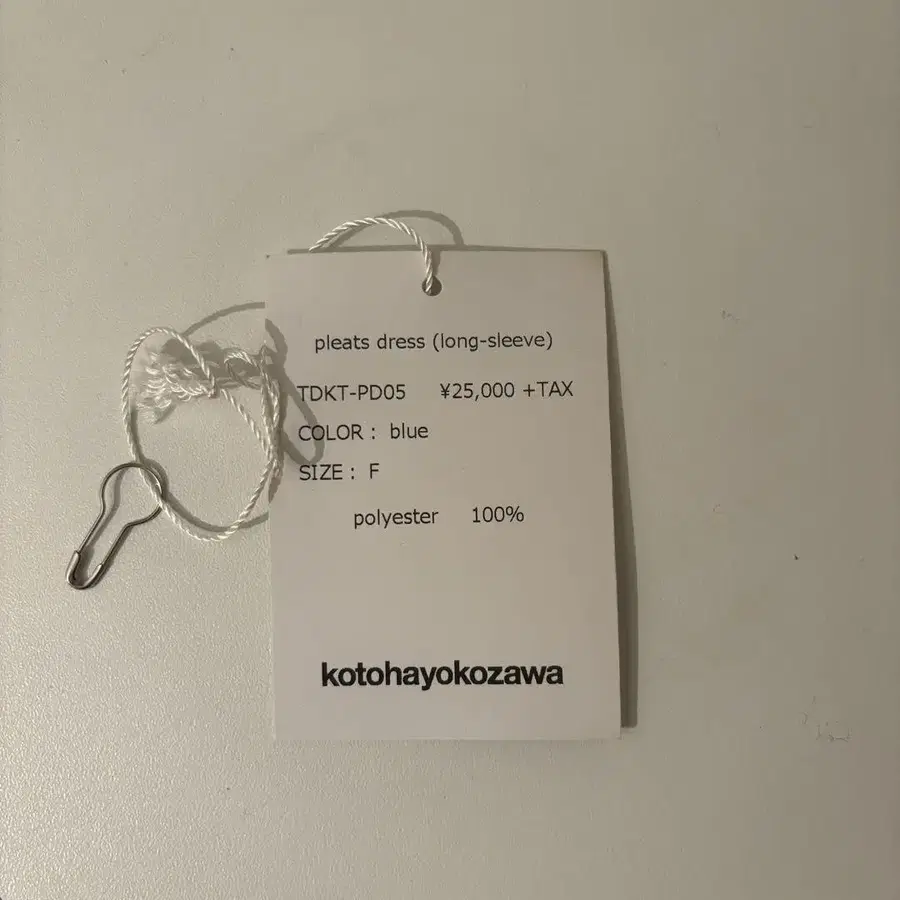 pleats dress (long-sleeve)
TDKT-PD05 ¥25,000 +TAX
COLOR : blue
SIZE : F
polyester 100%
kotohayokozawa